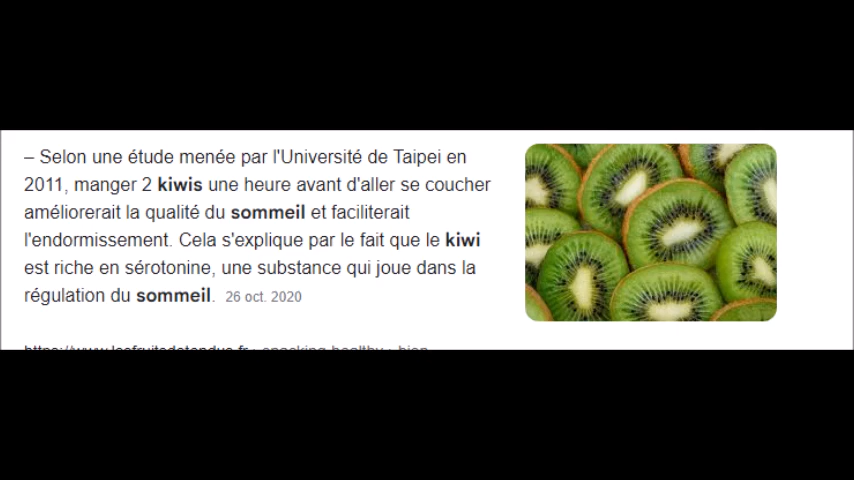 – Selon une étude menée par l'Université de Taipei en
2011, manger 2 kiwis une heure avant d'aller se coucher
améliorerait la qualité du sommeil et faciliterait
l'endormissement. Cela s'explique par le fait que le kiwi
est riche en sérotonine, une substance qui joue dans la
régulation du sommeil. 26 oct. 2020